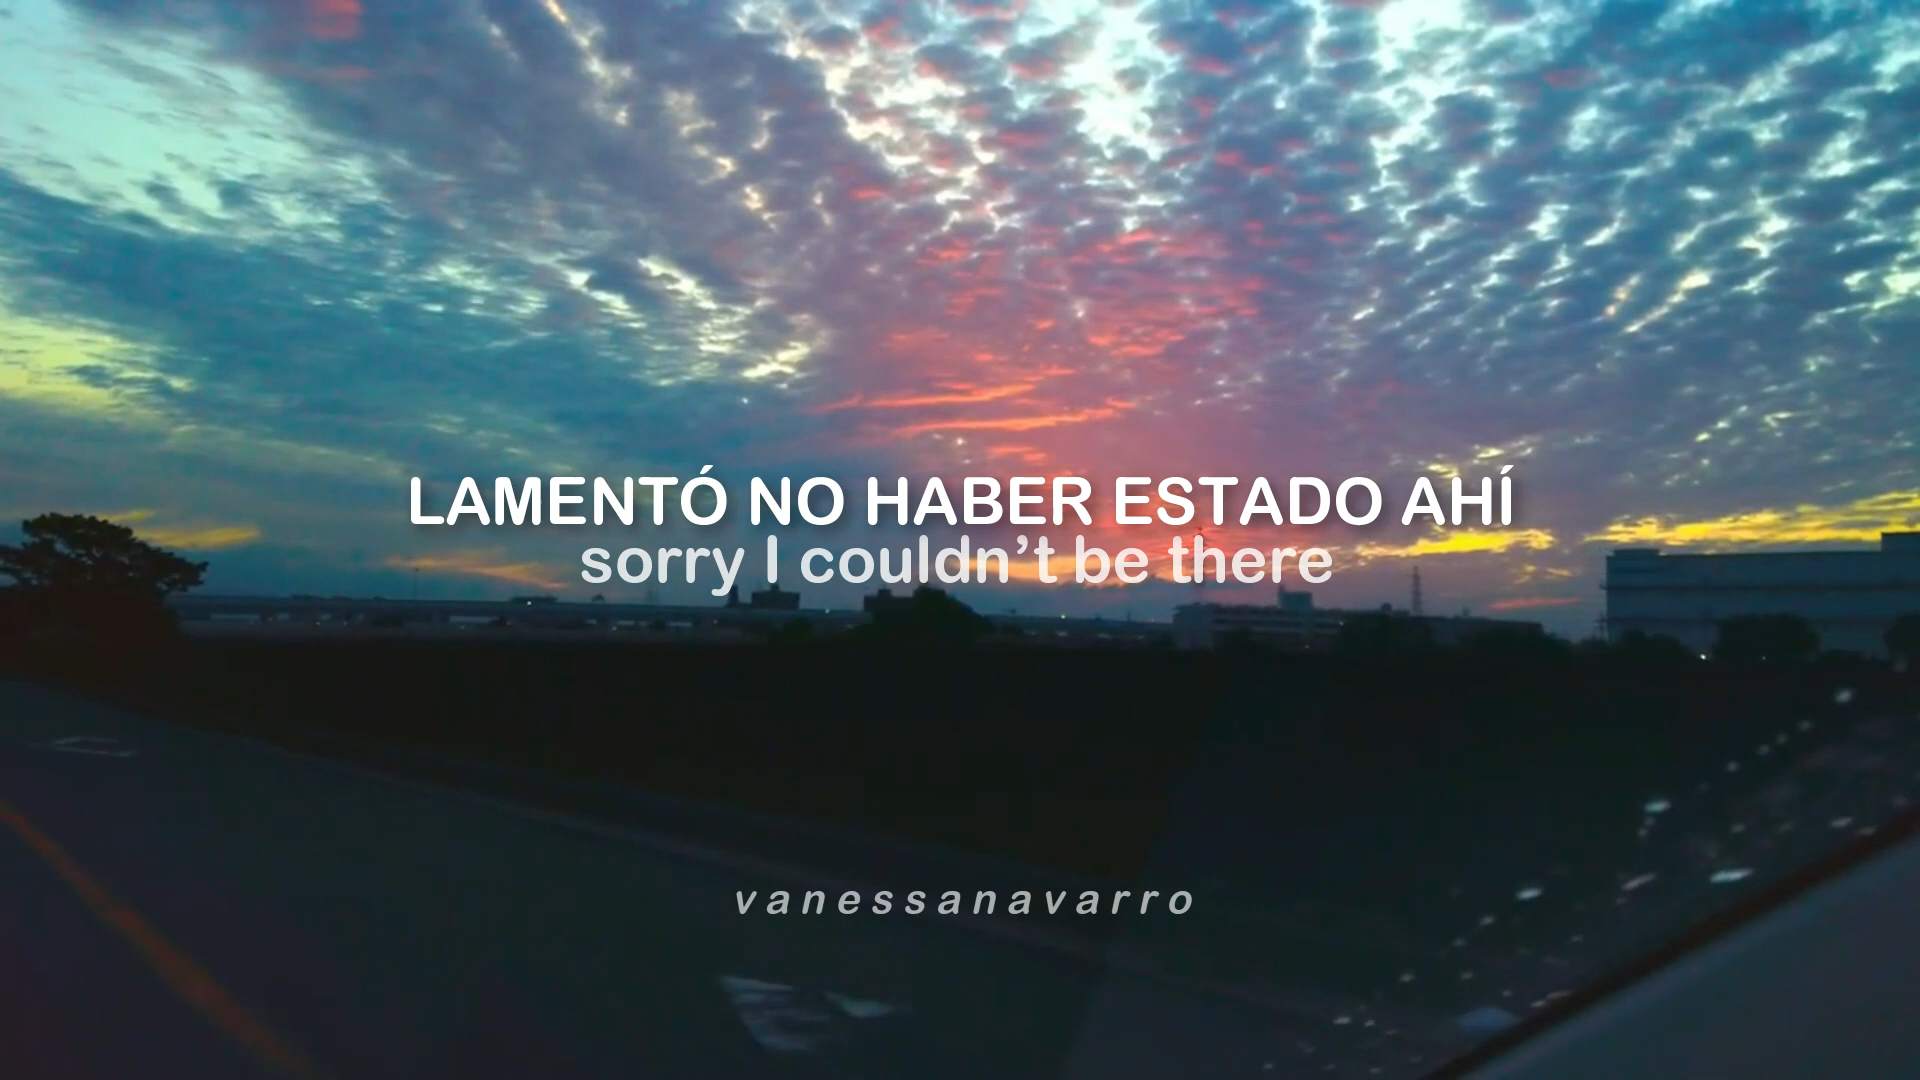 LAMENTÓ NO HABER ESTADO AHÍ
sorry I couldn’t be there
vanessanavarro